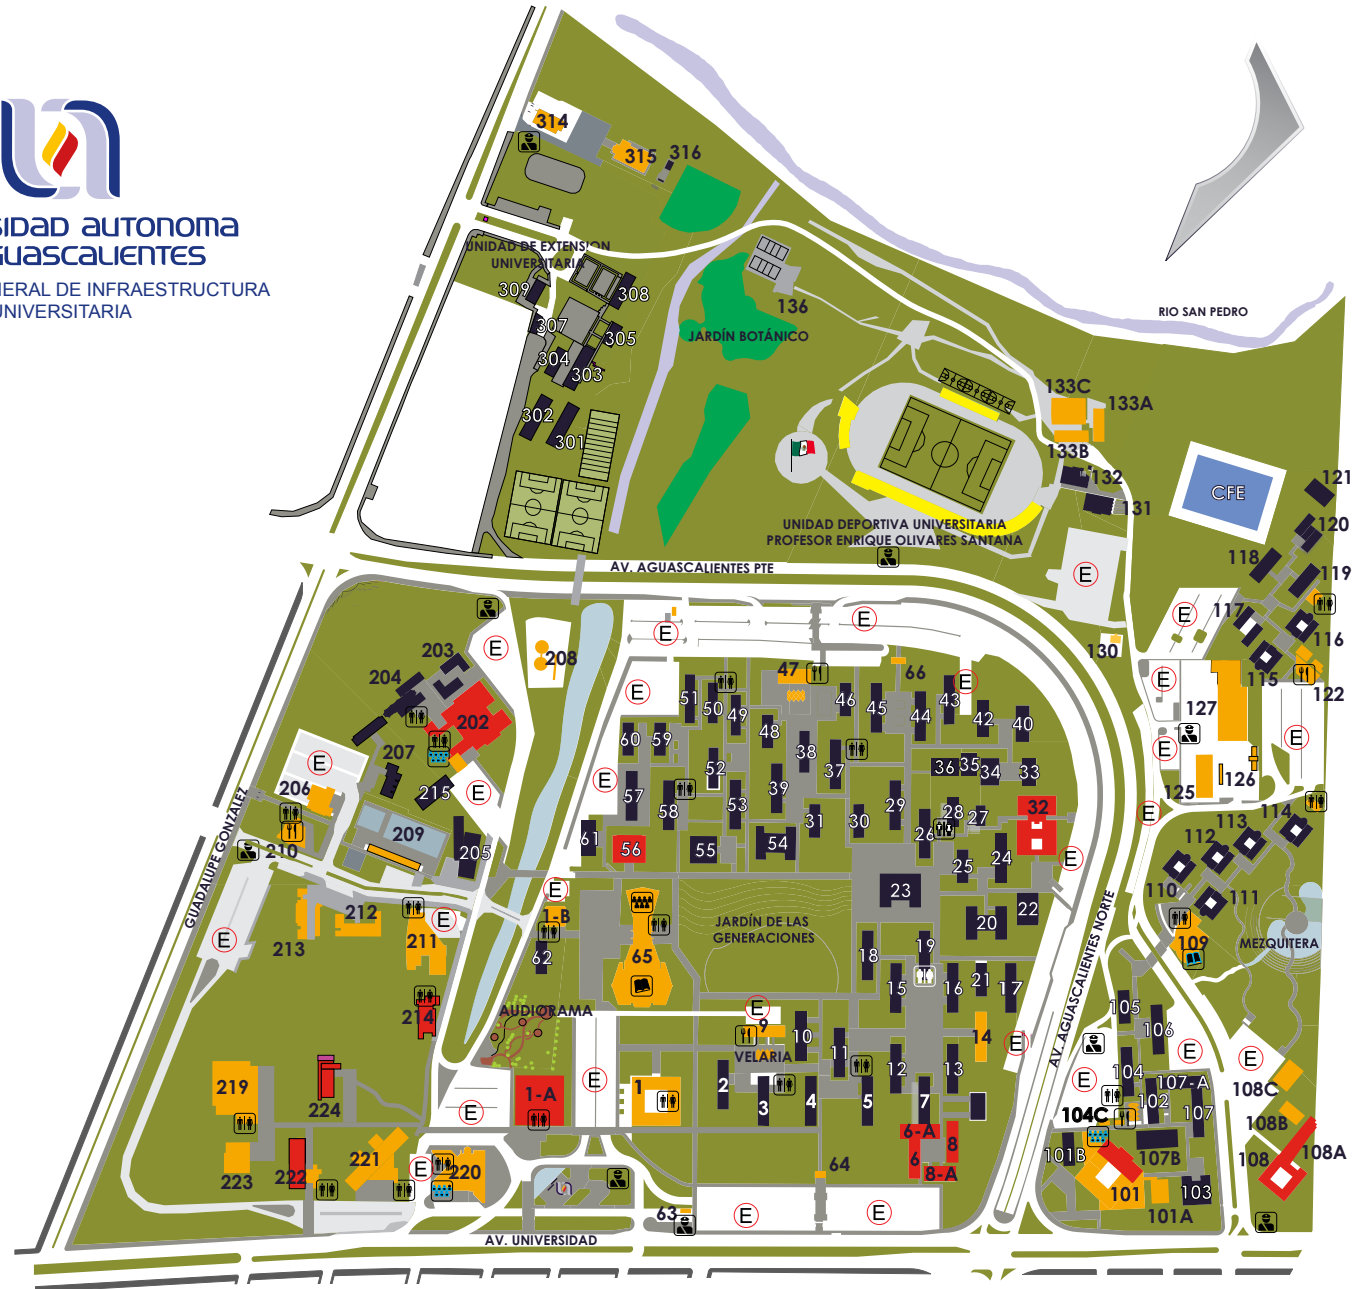 SIDAD AUTONOMA
GUASCALIENTES
NERAL DE INFRAESTRUCTURA
UNIVERSITARIA
314
315
316
UNIDAD DE EXTENSION
UNIVERSITARIA
309
308
307
305
304
303
302
301
136
JARDÍN BOTÁNICO
RIO SAN PEDRO
133C
133A
133B
132
131
CFE
121
120
118
119
117
116
115
122
UNIDAD DEPORTIVA UNIVERSITARIA
PROFESOR ENRIQUE OLIVARES SANTANA
AV. AGUASCALIENTES PTE
E
E
E
E
E
130
203
208
204
202
47
66
E
E
E
51
50
49
48
46
45
44
43
42
40
127
E
E
207
60
59
38
37
36
35
34
33
E
206
215
E
E
57
58
52
53
39
31
30
29
28
27
26
32
125
126
E
210
209
205
61
56
55
54
25
24
E
114
113
112
110
111
GUADALUPE GONZÁLEZ
213
212
211
E
E
E
1-B
62
65
JARDÍN DE LAS
GENERACIONES
23
22
20
19
18
15
16
21
17
109
MEZQUITERA
214
AUDIORAMA
E
9
VELARIA
10
11
12
13
14
E
AV. AGUASCALIENTES NORTE
105
106
104
E
E
E
219
224
E
1-A
E
1
2
3
4
5
7
104C
102
107-A
107
108C
108B
6-A
6
8
8-A
101B
107B
108
108A
223
222
221
E
220
64
101
101A
103
63
E
E
AV. UNIVERSIDAD